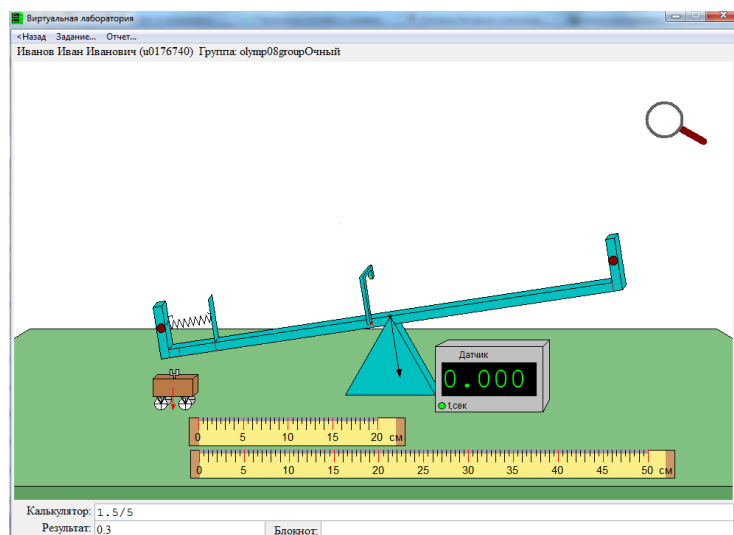 Виртуальная лаборатория
<Назад Задание... Отчет...
Иванов Иван Иванович (u0176740) Группа: olymp08groupОчный
Датчик
0.000
t,сек
0 5 10 15 20 см
0 5 10 15 20 25 30 35 40 45 50 см
Калькулятор: 1.5/5
Результат: 0.3 Блокнот: